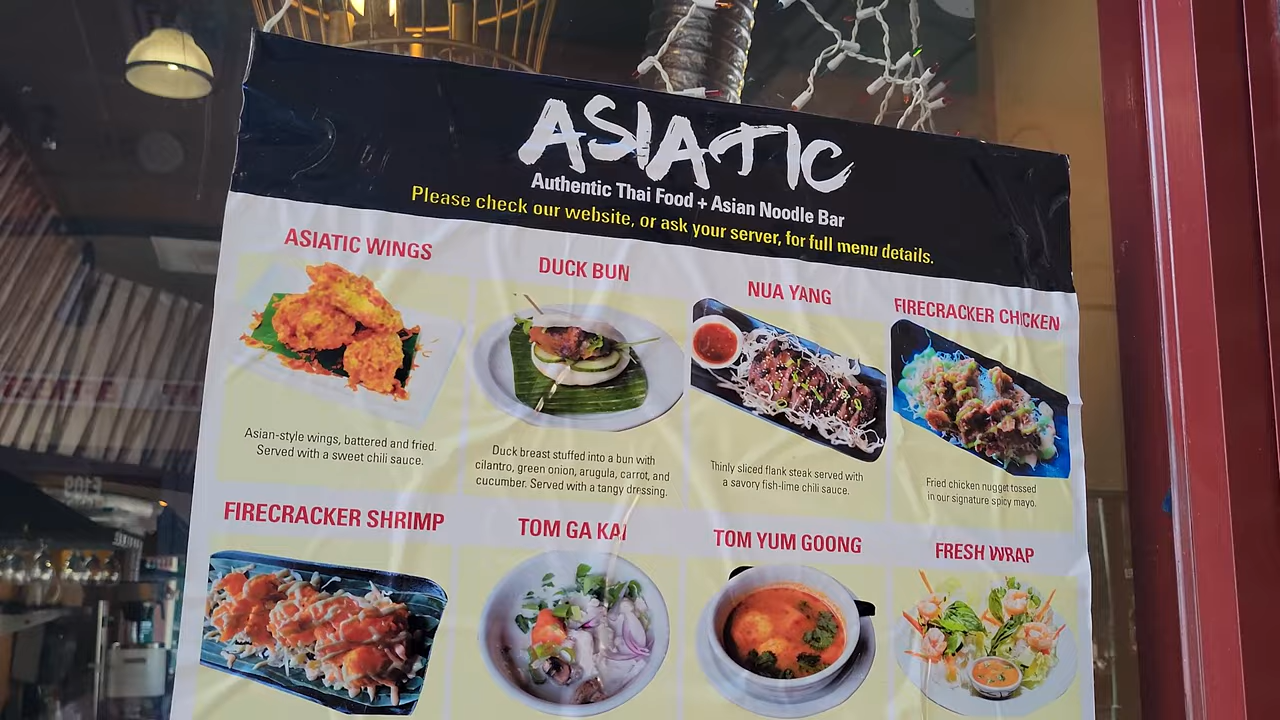 ASIATIC
Authentic Thai Food + Asian Noodle Bar
Please check our website, or ask your server, for full menu details.
ASIATIC WINGS
Asian-style wings, battered and fried.
Served with a sweet chili sauce.
DUCK BUN
Duck breast stuffed into a bun with
cilantro, green onion, arugula, carrot, and
cucumber. Served with a tangy dressing.
NUA YANG
Thinly sliced flank steak served with
a savory fish-lime chili sauce.
FIRECRACKER CHICKEN
Fried chicken nugget tossed
in our signature spicy mayo.
FIRECRACKER SHRIMP
TOM GA KAI
TOM YUM GOONG
FRESH WRAP